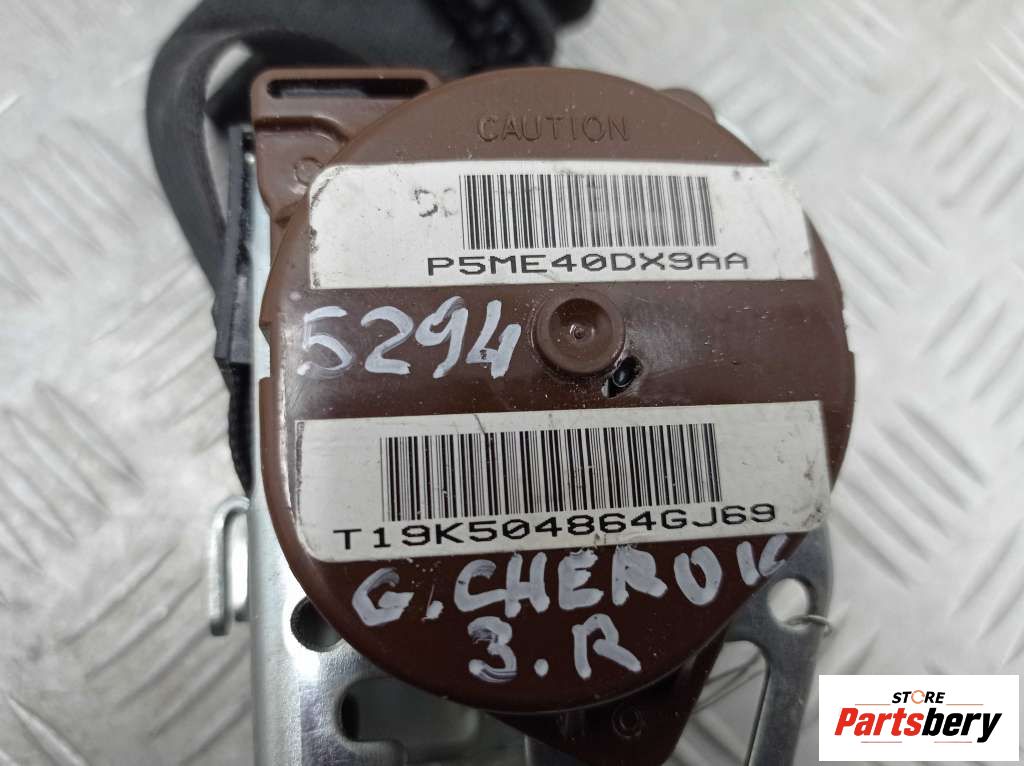 CAUTION
P5ME40DX9AA
5294
T19K504864GJ69
G.CHEROK
3.R
STORE
Partsbery